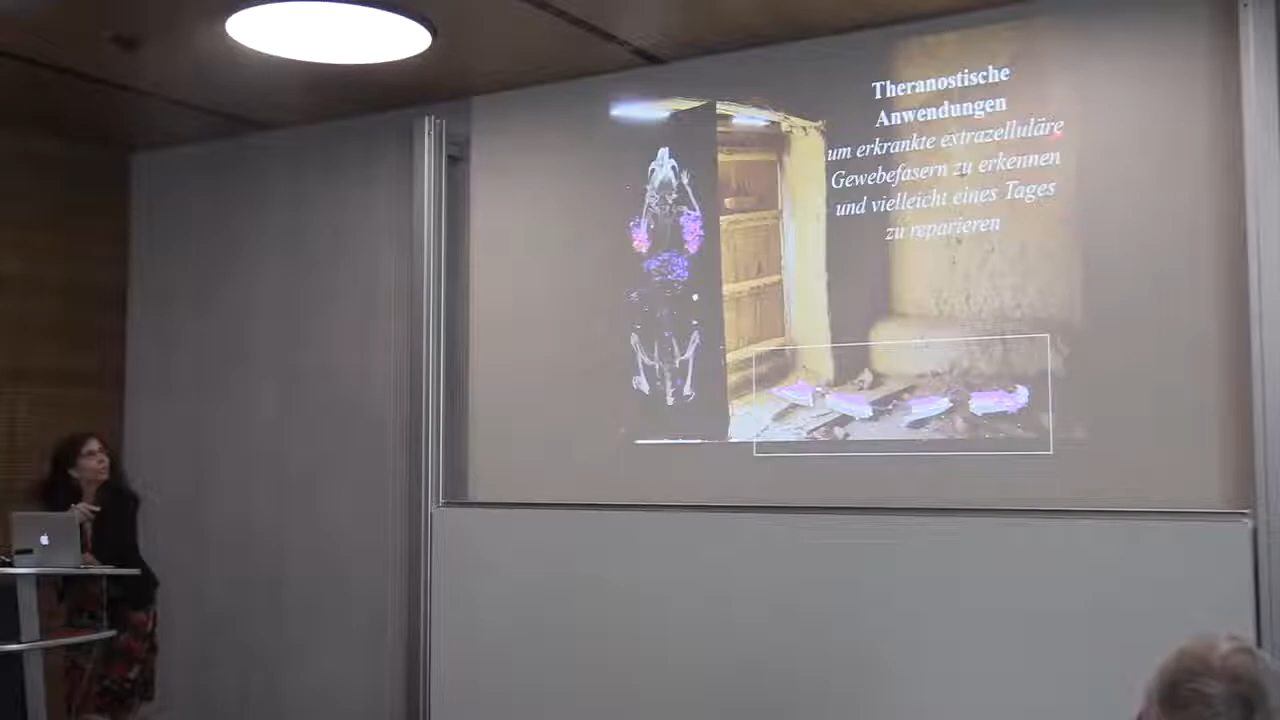 Theranostische
Anwendungen
um erkrankte extrazelluläre
Gewebefasern zu erkennen
und vielleicht eines Tages
zu reparieren